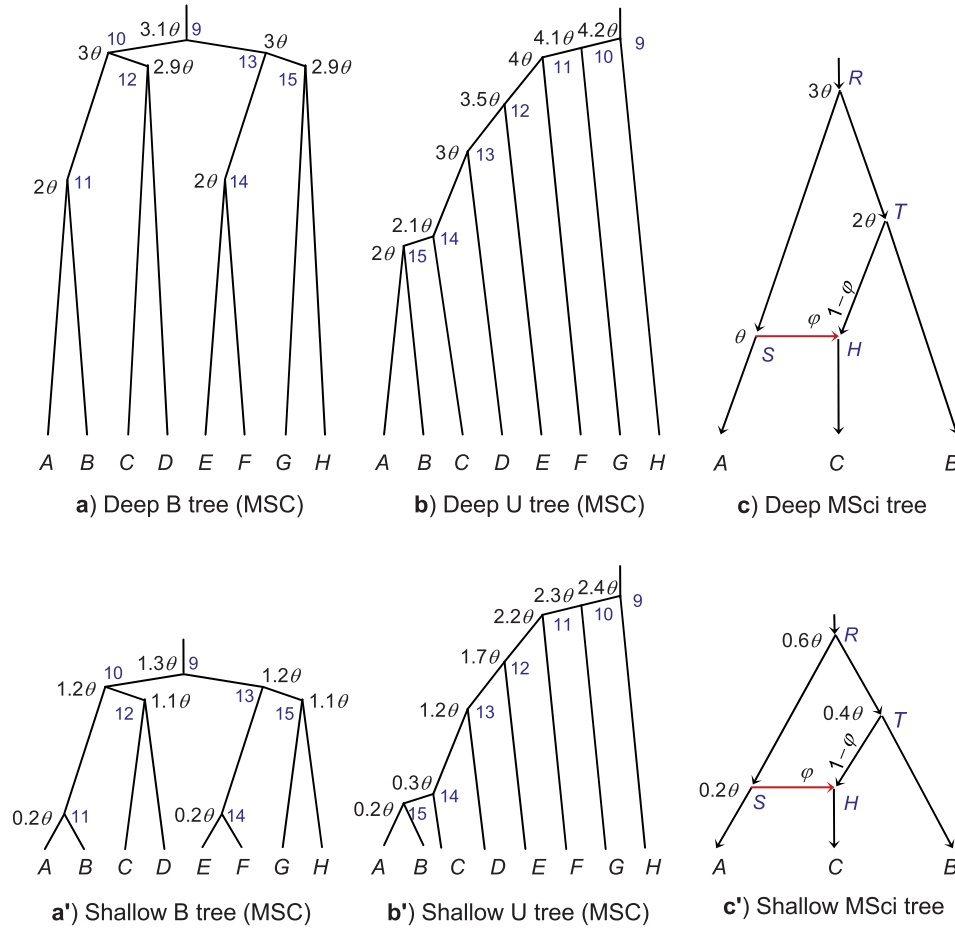 3.1θ 9
10 3θ 12 2.9θ 13 3θ 15 2.9θ
2θ 11 2θ 14
A B C D E F G H
a) Deep B tree (MSC)
4.1θ 4.2θ 9
4θ 11 10
3.5θ 12
3θ 13
2.1θ 14
2θ 15
A B C D E F G H
b) Deep U tree (MSC)
3θ R
2θ T
φ 1−φ
θ S H
A C B
c) Deep MSci tree
1.3θ 9
10 1.2θ 12 1.1θ 13 1.2θ 15 1.1θ
0.2θ 11 0.2θ 14
A B C D E F G H
a') Shallow B tree (MSC)
2.3θ 2.4θ 9
2.2θ 11 10
1.7θ 12
1.2θ 13
0.3θ 14
0.2θ 15
A B C D E F G H
b') Shallow U tree (MSC)
0.6θ R
0.4θ T
φ 1−φ
0.2θ S H
A C B
c') Shallow MSci tree